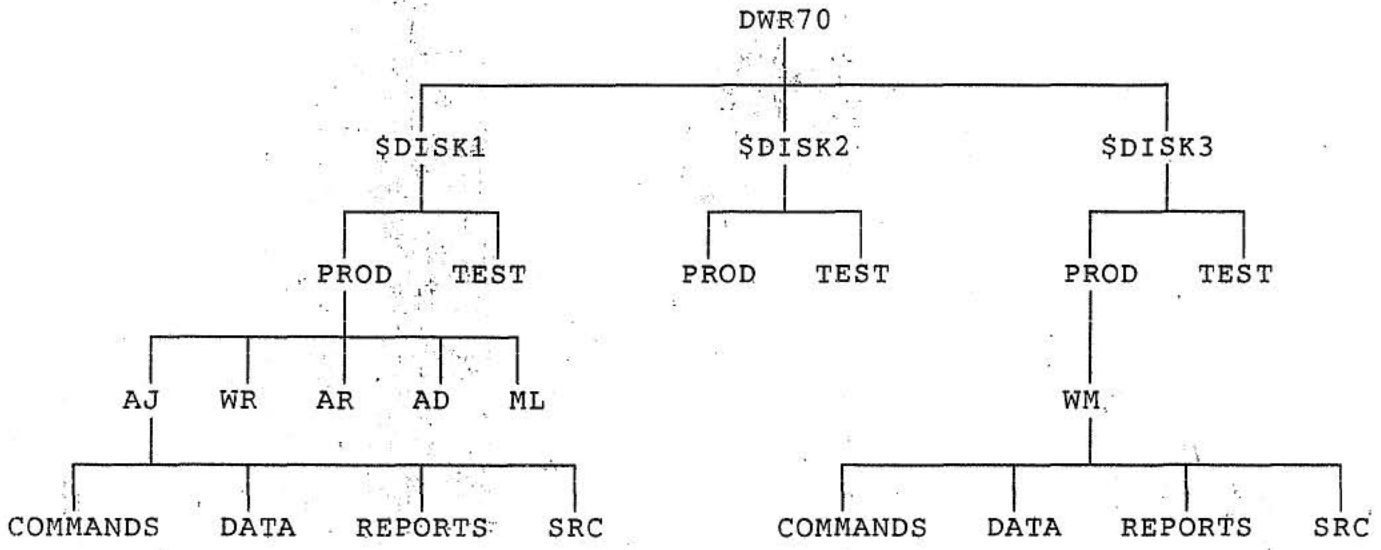 DWR70
$DISK1 $DISK2 $DISK3
PROD TEST PROD TEST PROD TEST
AJ WR AR AD ML WM
COMMANDS DATA REPORTS SRC COMMANDS DATA REPORTS SRC